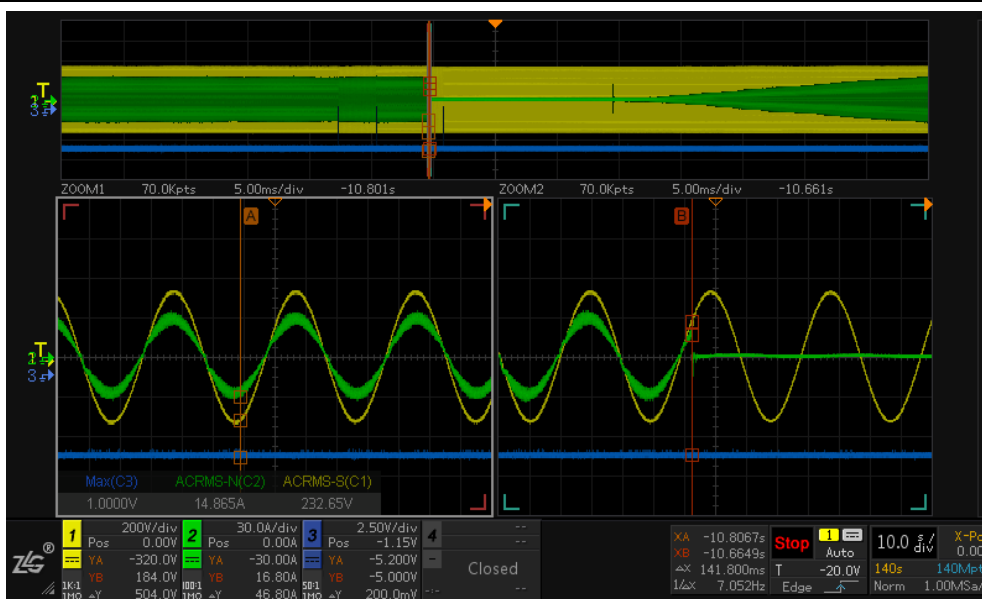 T
3
ZOOM1 70.0Kpts 5.00ms/div -10.801s ZOOM2 70.0Kpts 5.00ms/div -10.661s
A B
T
3
Max(C3) ACRMS-N(C2) ACRMS-S(C1)
1.0000V 14.865A 232.65V
ZLG®
1 200V/div 2 30.0A/div 3 2.50V/div 4 --
Pos 0.00V Pos 0.00A Pos -1.15V --
YA -320.0V YA -30.00A YA -5.200V -- Closed
YB 184.0V YB 16.80A YB -5.000V --
1K:1 100:1 50:1
1MΩ △Y 504.0V 1MΩ △Y 46.80A 1MΩ △Y 200.0mV -:- --
XA -10.8067s Stop 1 10.0 s/div X-Po
XB -10.6649s Auto 0.00
△X 141.800ms T -20.0V 140s 140Mpt
1/△X 7.052Hz Edge Norm 1.00MSa/